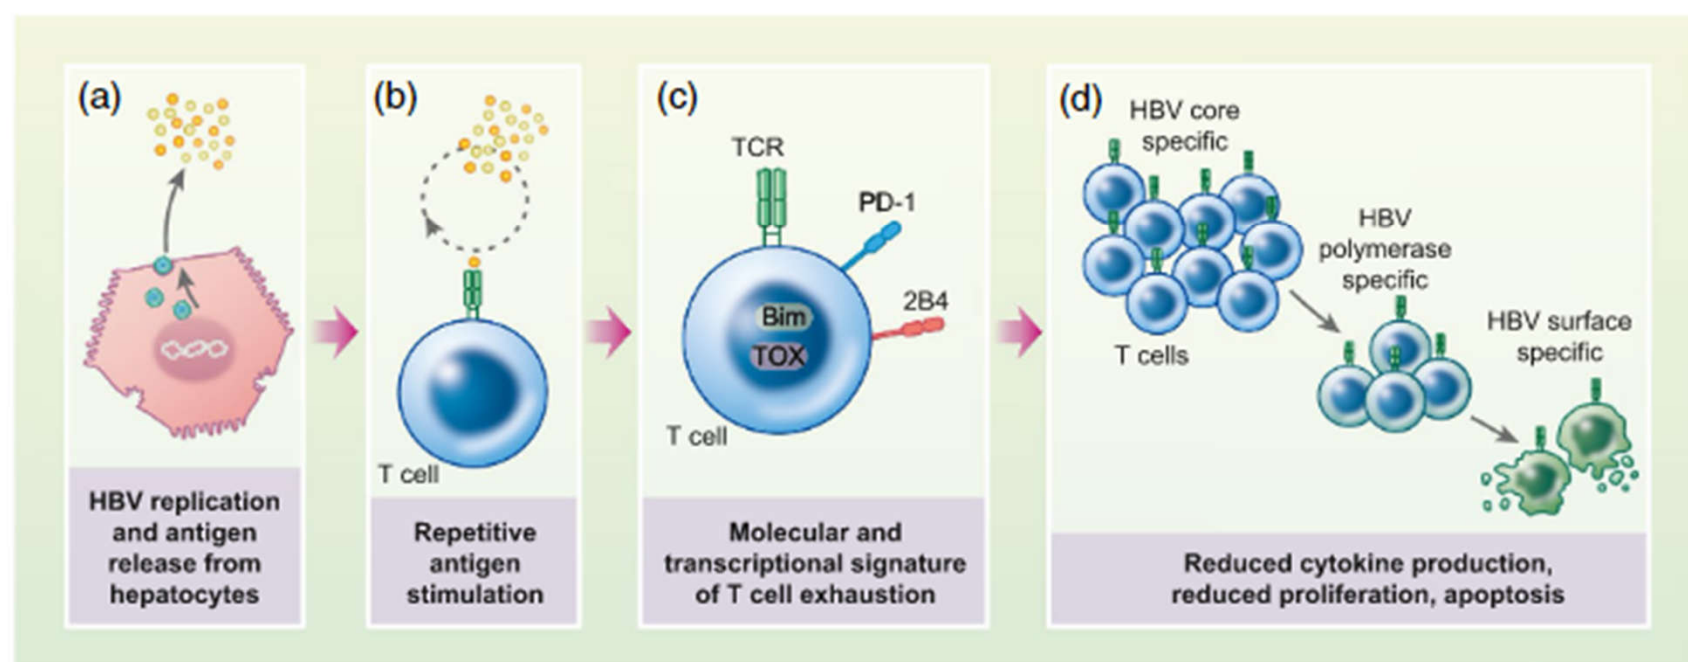 (a)
HBV replication
and antigen
release from
hepatocytes
(b)
T cell
Repetitive
antigen
stimulation
(c)
TCR
PD-1
2B4
Bim
TOX
T cell
Molecular and
transcriptional signature
of T cell exhaustion
(d)
HBV core
specific
T cells
HBV
polymerase
specific
HBV surface
specific
Reduced cytokine production,
reduced proliferation, apoptosis